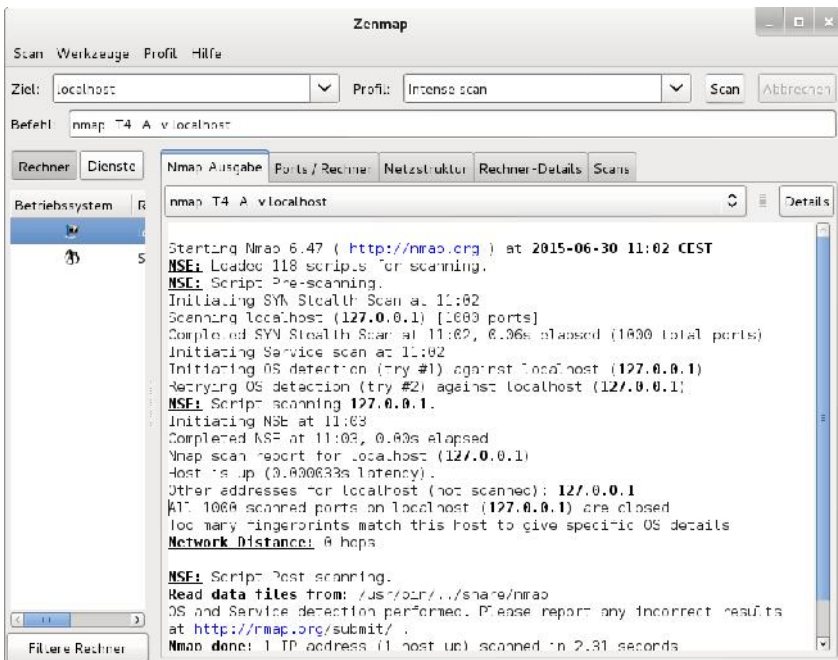 Zenmap
Scan Werkzeuge Profil Hilfe
Ziel: localhost Profil: Intense scan Scan Abbrechen
Befehl: nmap -T4 -A -v localhost
Rechner Dienste
Nmap Ausgabe Ports / Rechner Netzstruktur Rechner-Details Scans
Betriebssystem R
nmap -T4 -A -v localhost Details
S
Starting Nmap 6.47 ( http://nmap.org ) at 2015-06-30 11:02 CEST
NSE: Loaded 118 scripts for scanning.
NSE: Script Pre-scanning.
Initiating SYN Stealth Scan at 11:02
Scanning localhost (127.0.0.1) [1000 ports]
Completed SYN Stealth Scan at 11:02, 0.06s elapsed (1000 total ports)
Initiating Service scan at 11:02
Initiating OS detection (try #1) against localhost (127.0.0.1)
Retrying OS detection (try #2) against localhost (127.0.0.1)
NSE: Script scanning 127.0.0.1.
Initiating NSE at 11:03
Completed NSE at 11:03, 0.00s elapsed
Nmap scan report for localhost (127.0.0.1)
Host is up (0.000033s latency).
Other addresses for localhost (not scanned): 127.0.0.1
All 1000 scanned ports on localhost (127.0.0.1) are closed
Too many fingerprints match this host to give specific OS details
Network Distance: 0 hops
NSE: Script Post-scanning.
Read data files from: /usr/bin/../share/nmap
OS and Service detection performed. Please report any incorrect results
at http://nmap.org/submit/ .
Nmap done: 1 IP address (1 host up) scanned in 2.31 seconds
Filtere Rechner